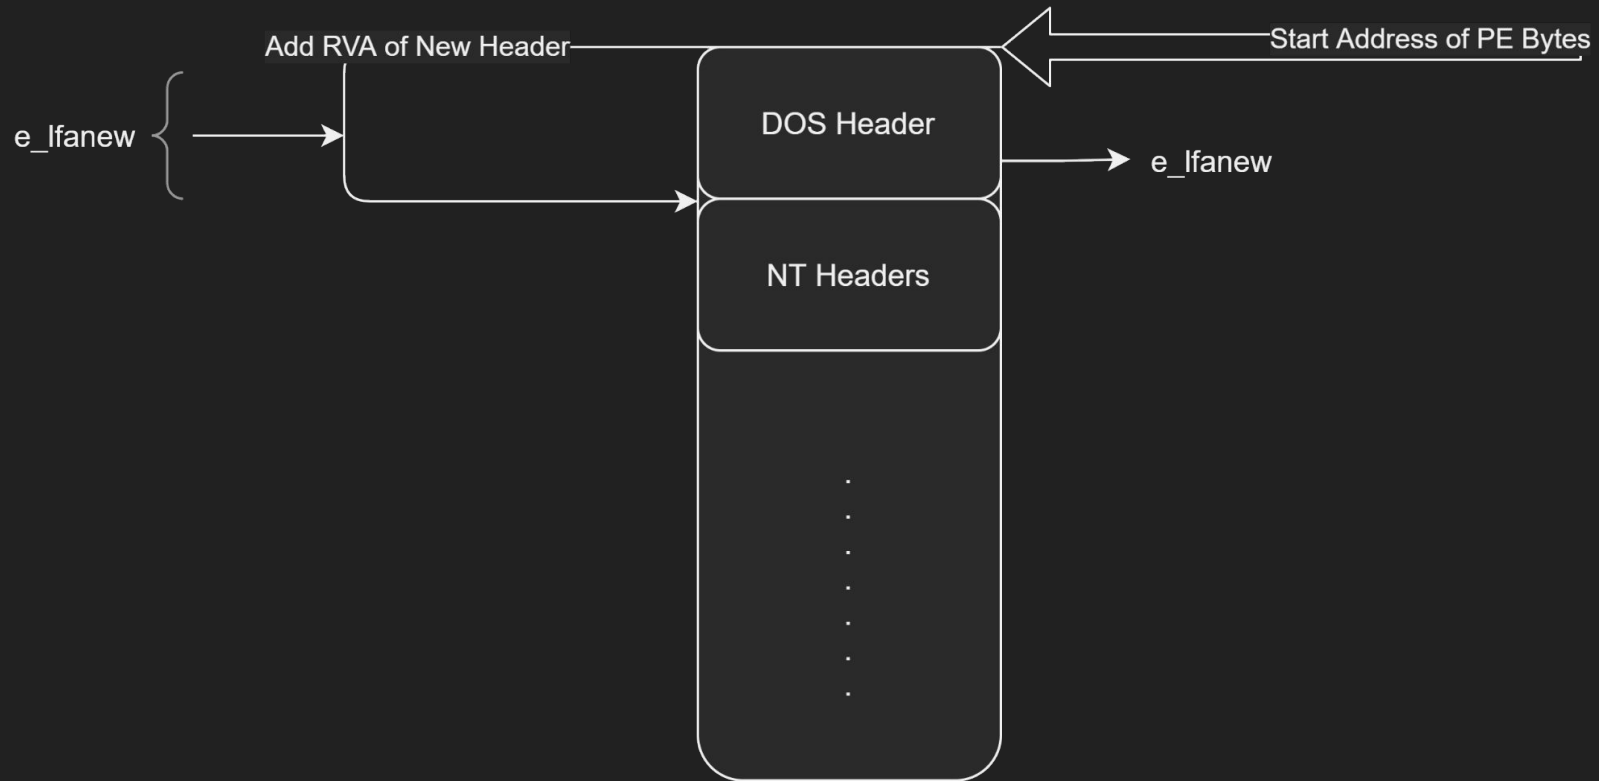 Add RVA of New Header
Start Address of PE Bytes
e_lfanew
DOS Header
e_lfanew
NT Headers